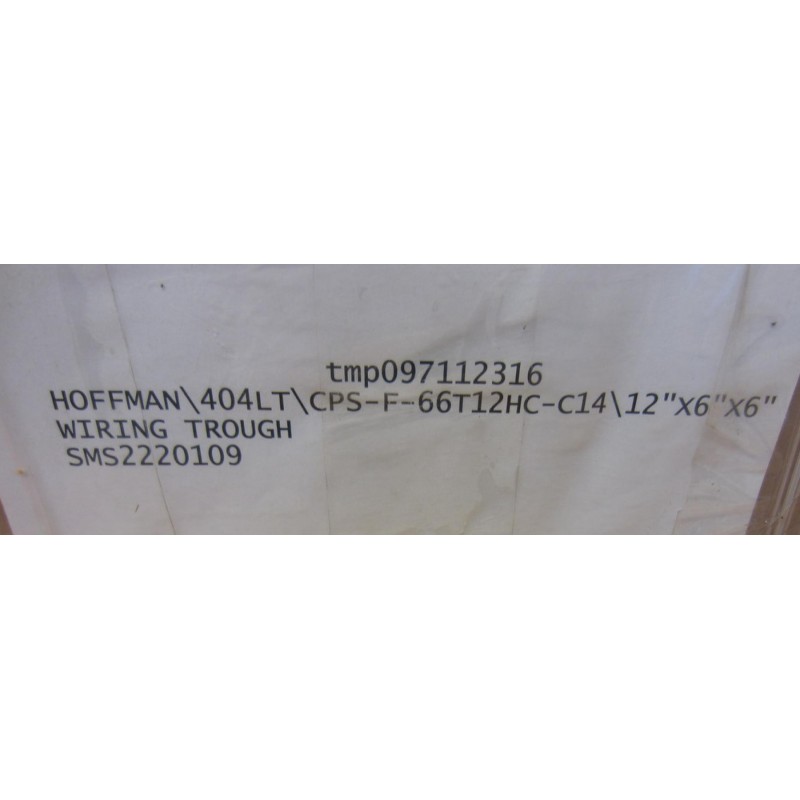 tmp097112316
HOFFMAN\404LT\CPS-F-66T12HC-C14\12"X6"X6"
WIRING TROUGH
SMS2220109